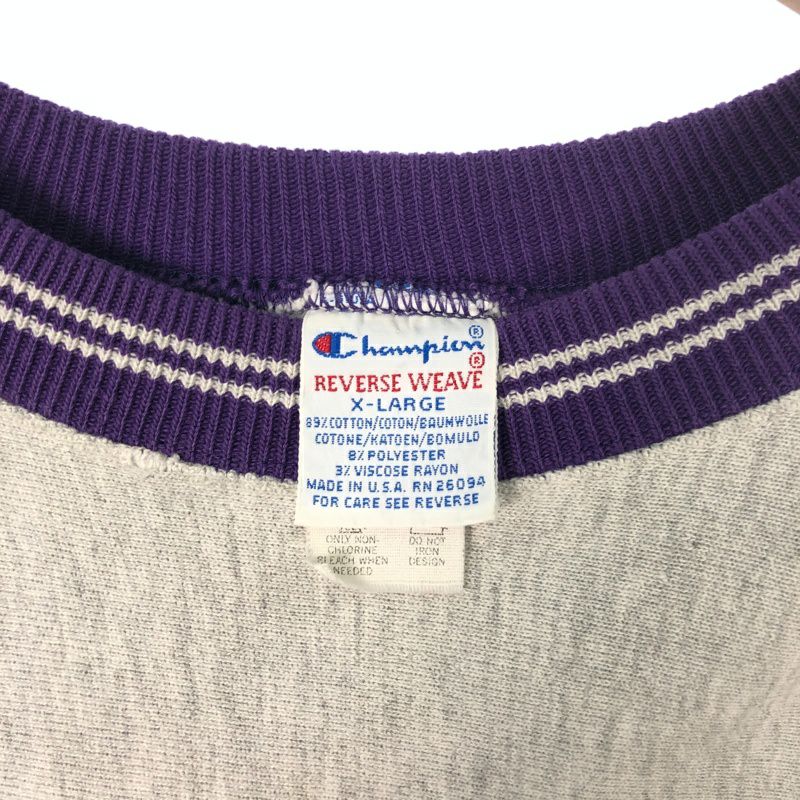 Champion®
REVERSE WEAVE®
X-LARGE
89% COTTON/COTON/BAUMWOLLE
COTONE/KATOEN/BOMULD
8% POLYESTER
3% VISCOSE RAYON
MADE IN U.S.A. RN 26094
FOR CARE SEE REVERSE
ONLY NON-
CHLORINE
BLEACH WHEN
NEEDED
DO NOT
IRON
DESIGN